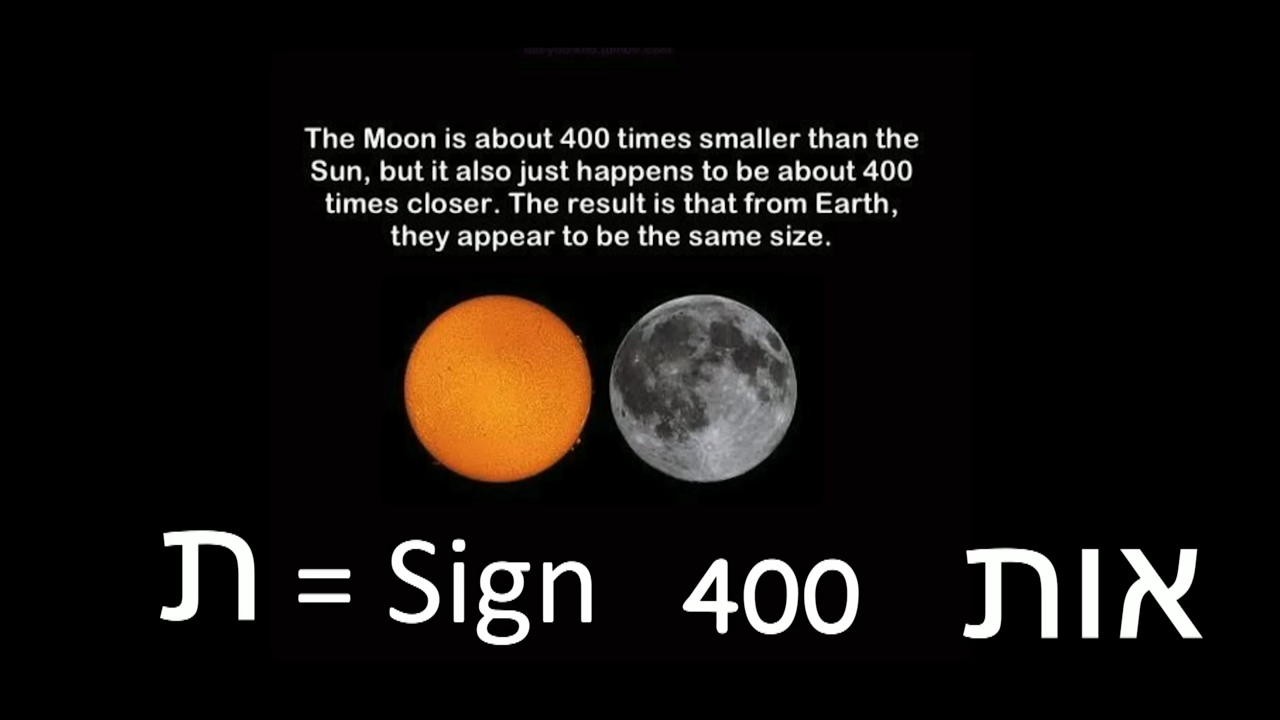 The Moon is about 400 times smaller than the
Sun, but it also just happens to be about 400
times closer. The result is that from Earth,
they appear to be the same size.
ת = Sign 400 אות